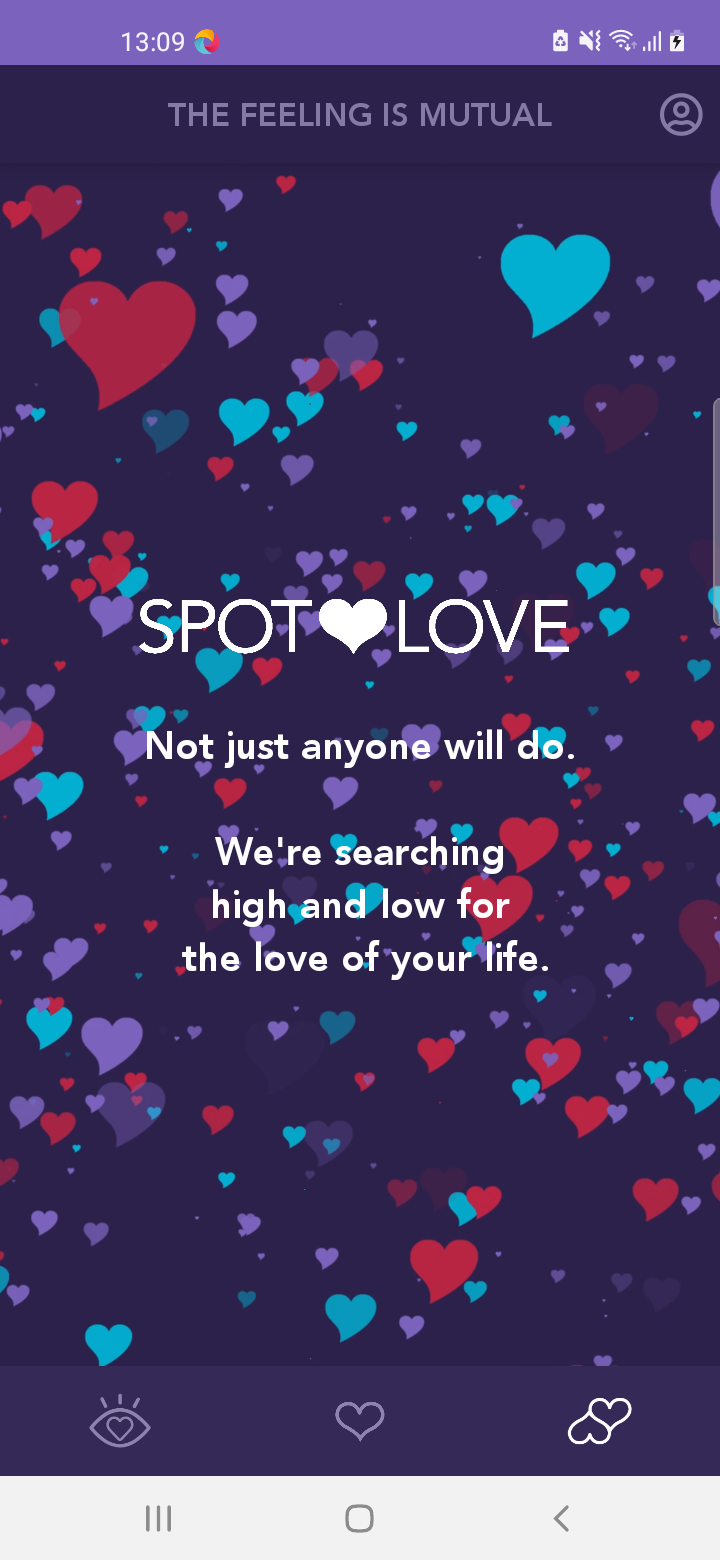 13:09
THE FEELING IS MUTUAL
SPOT LOVE
Not just anyone will do.
We're searching
high and low for
the love of your life.